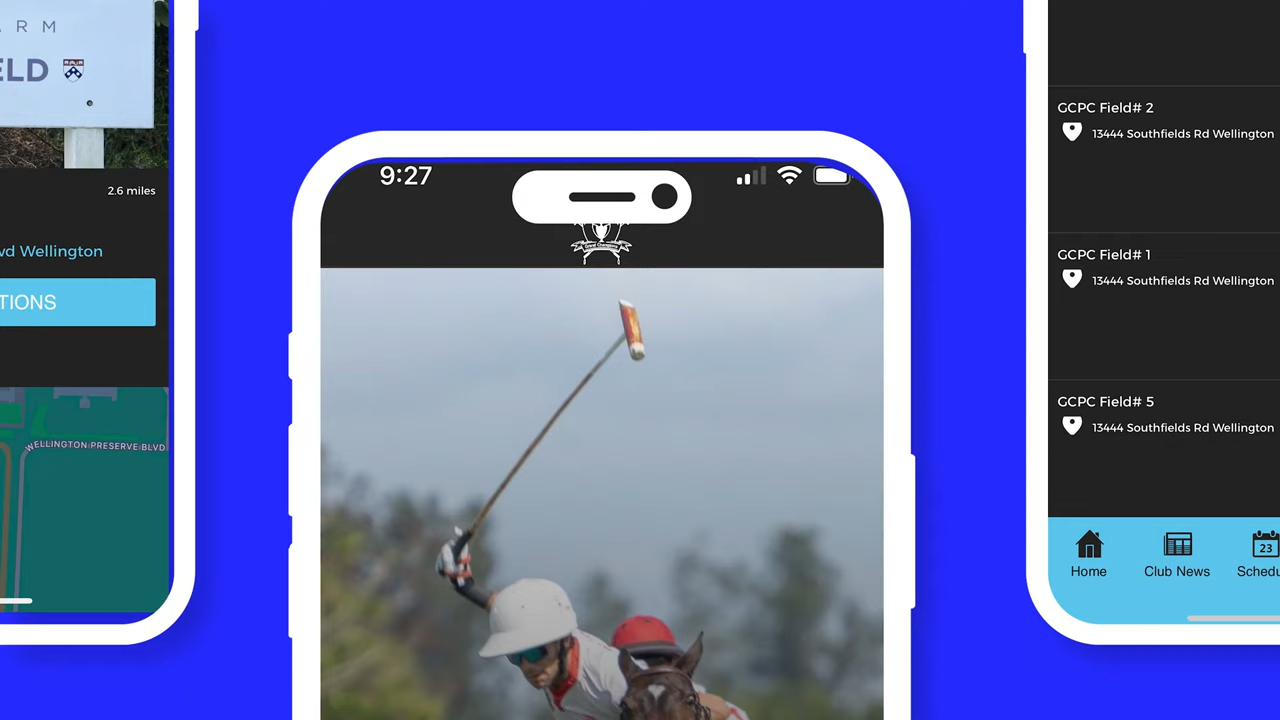 ARM
ELD
2.6 miles
vd Wellington
TIONS
WELLINGTON PRESERVE BLVD
9:27
GCPC Field# 2
13444 Southfields Rd Wellington
GCPC Field# 1
13444 Southfields Rd Wellington
GCPC Field# 5
13444 Southfields Rd Wellington
Home
Club News
23
Schedu